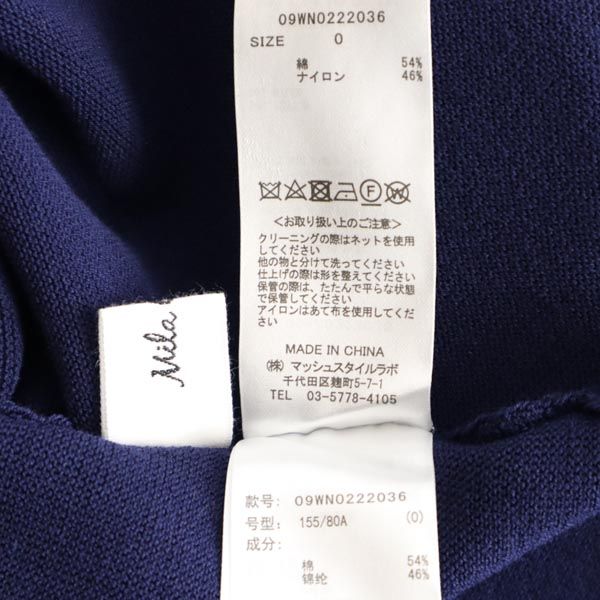 09WNO222036
SIZE 0
綿 54%
ナイロン 46%
F W
<お取り扱い上のご注意>
クリーニングの際はネットを使用
してください
他の物と分けて洗ってください
仕上げの際は形を整えてください
保管の際は、たたんで平らな状態
で保管してください
アイロンはあて布を使用してくだ
さい
MADE IN CHINA
(株) マッシュスタイルラボ
千代田区麹町5-7-1
TEL 03-5778-4105
Mila
款号: 09WNO222036
号型: 155/80A (0)
成分:
棉 54%
锦纶 46%